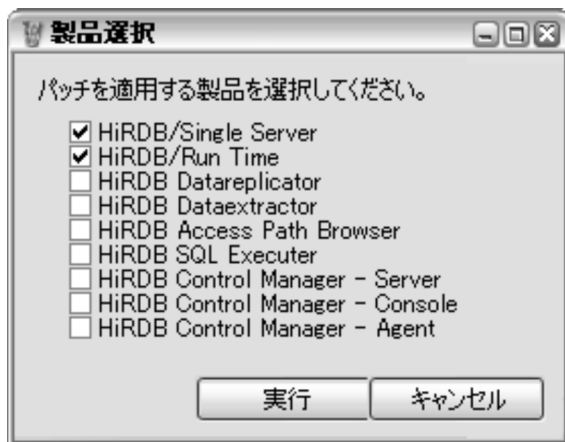 製品選択
パッチを適用する製品を選択してください。
HiRDB/Single Server
HiRDB/Run Time
HiRDB Datareplicator
HiRDB Dataextractor
HiRDB Access Path Browser
HiRDB SQL Executer
HiRDB Control Manager - Server
HiRDB Control Manager - Console
HiRDB Control Manager - Agent
実行 キャンセル